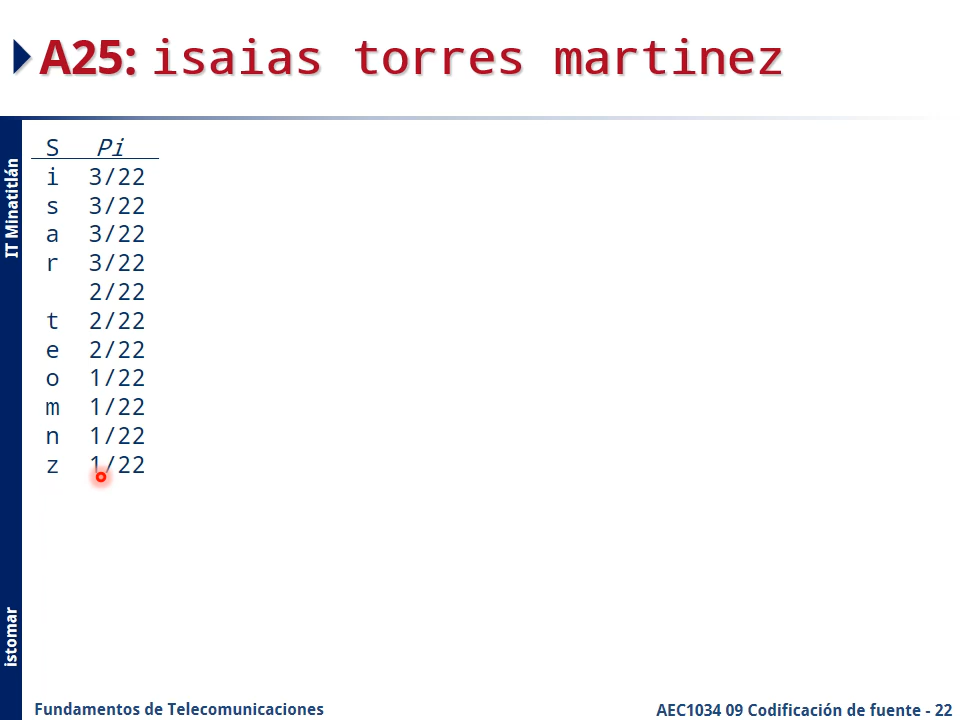 A25: isaias torres martinez
IT Minatitlán
istomar
S Pi
i 3/22
s 3/22
a 3/22
r 3/22
2/22
t 2/22
e 2/22
o 1/22
m 1/22
n 1/22
z 1/22
Fundamentos de Telecomunicaciones
AEC1034 09 Codificación de fuente - 22